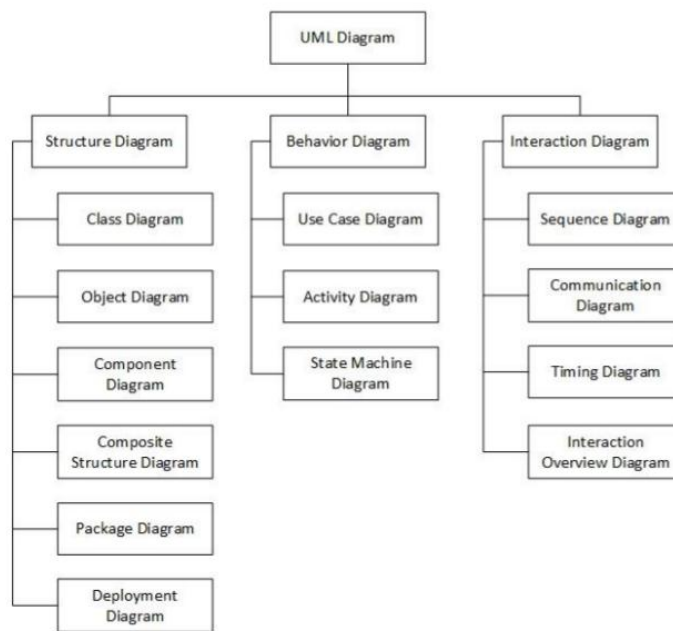 UML Diagram
Structure Diagram
Behavior Diagram
Interaction Diagram
Class Diagram
Object Diagram
Component
Diagram
Composite
Structure Diagram
Package Diagram
Deployment
Diagram
Use Case Diagram
Activity Diagram
State Machine
Diagram
Sequence Diagram
Communication
Diagram
Timing Diagram
Interaction
Overview Diagram